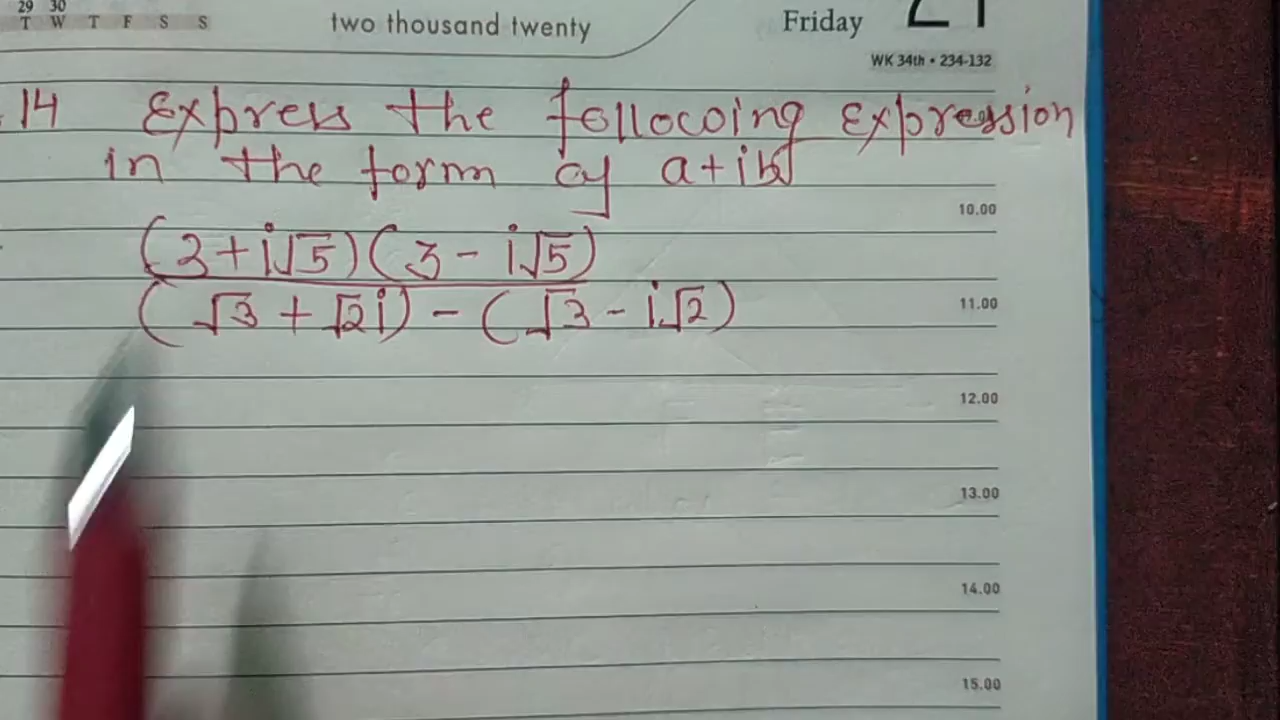 29 30
T W T F S S
two thousand twenty
Friday
21
WK 34th • 234-132
.14 Express the following expression
in the form of a+ib
10.00
(3+i√5)(3-i√5)
(√3+√2i)-(√3-i√2)
11.00
12.00
13.00
14.00
15.00